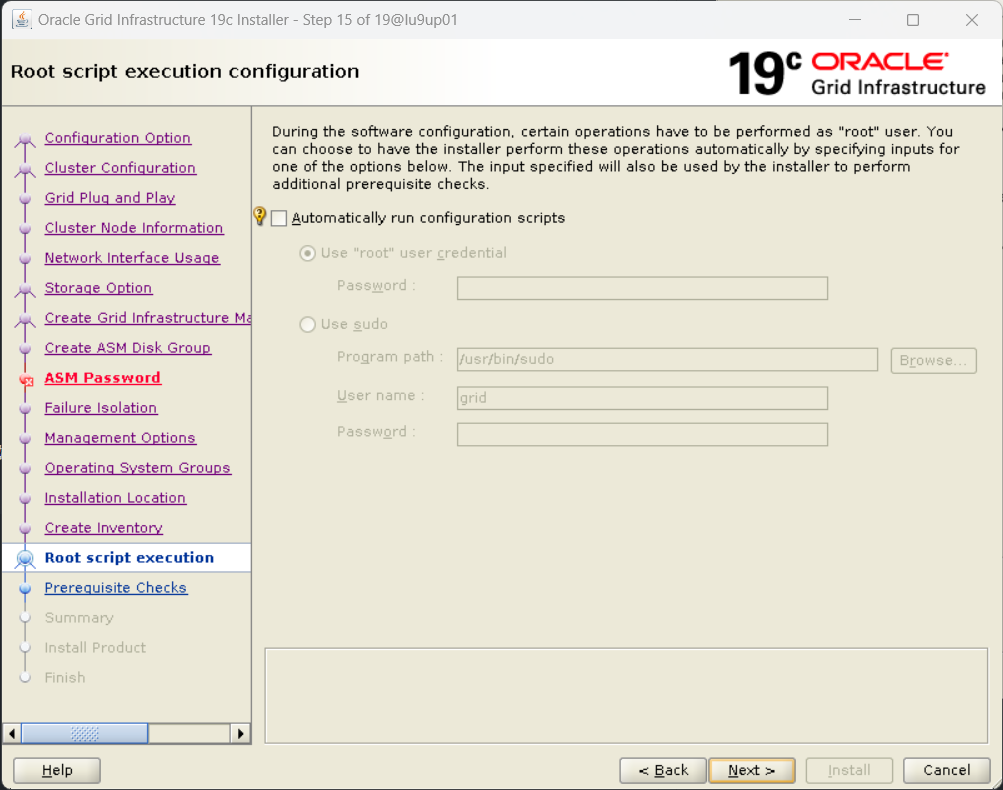 Oracle Grid Infrastructure 19c Installer - Step 15 of 19@lu9up01
Root script execution configuration
19c ORACLE
Grid Infrastructure
Configuration Option
Cluster Configuration
Grid Plug and Play
Cluster Node Information
Network Interface Usage
Storage Option
Create Grid Infrastructure Ma
Create ASM Disk Group
ASM Password
Failure Isolation
Management Options
Operating System Groups
Installation Location
Create Inventory
Root script execution
Prerequisite Checks
Summary
Install Product
Finish
During the software configuration, certain operations have to be performed as "root" user. You
can choose to have the installer perform these operations automatically by specifying inputs for
one of the options below. The input specified will also be used by the installer to perform
additional prerequisite checks.
Automatically run configuration scripts
Use "root" user credential
Password :
Use sudo
Program path : /usr/bin/sudo Browse...
User name : grid
Password :
Help < Back Next > Install Cancel